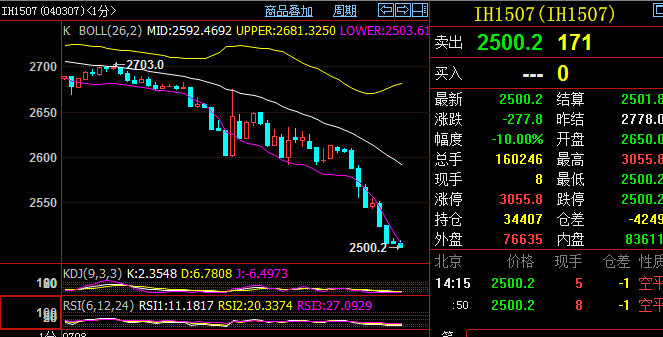 IH1507(040307)<1分> 商品叠加 周期
K BOLL(26,2) MID:2592.4692 UPPER:2681.3250 LOWER:2503.61
2703.0
2700
2650
2600
2550
2500.2
KDJ(9,3,3) K:2.3548 D:6.7808 J:-6.4973
RSI(6,12,24) RSI1:11.1817 RSI2:20.3374 RSI3:27.0929
IH1507(IH1507)
卖出 2500.2 171
买入 --- 0
最新 2500.2 结算 2501.8
涨跌 -277.8 昨结 2778.0
幅度 -10.00% 开盘 2650.0
总手 160246 最高 3055.8
现手 8 最低 2500.2
涨停 3055.8 跌停 2500.2
持仓 34407 仓差 -4249
外盘 76635 内盘 83611
北京 价格 现手 仓差 性质
14:15 2500.2 5 -1 空平
:50 2500.2 8 -1 空平